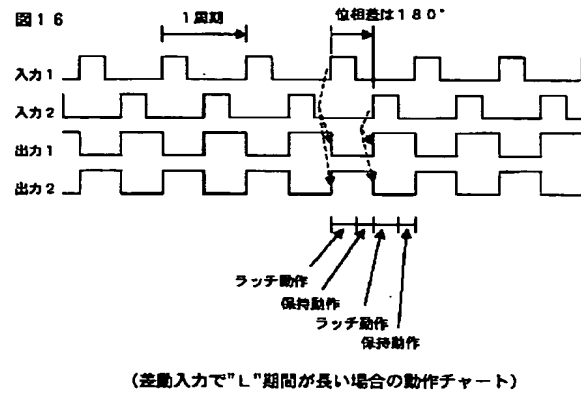 図16
1周期
位相差は180°
入力1
入力2
出力1
出力2
ラッチ動作
保持動作
ラッチ動作
保持動作
(差動入力で"L"期間が長い場合の動作チャート)